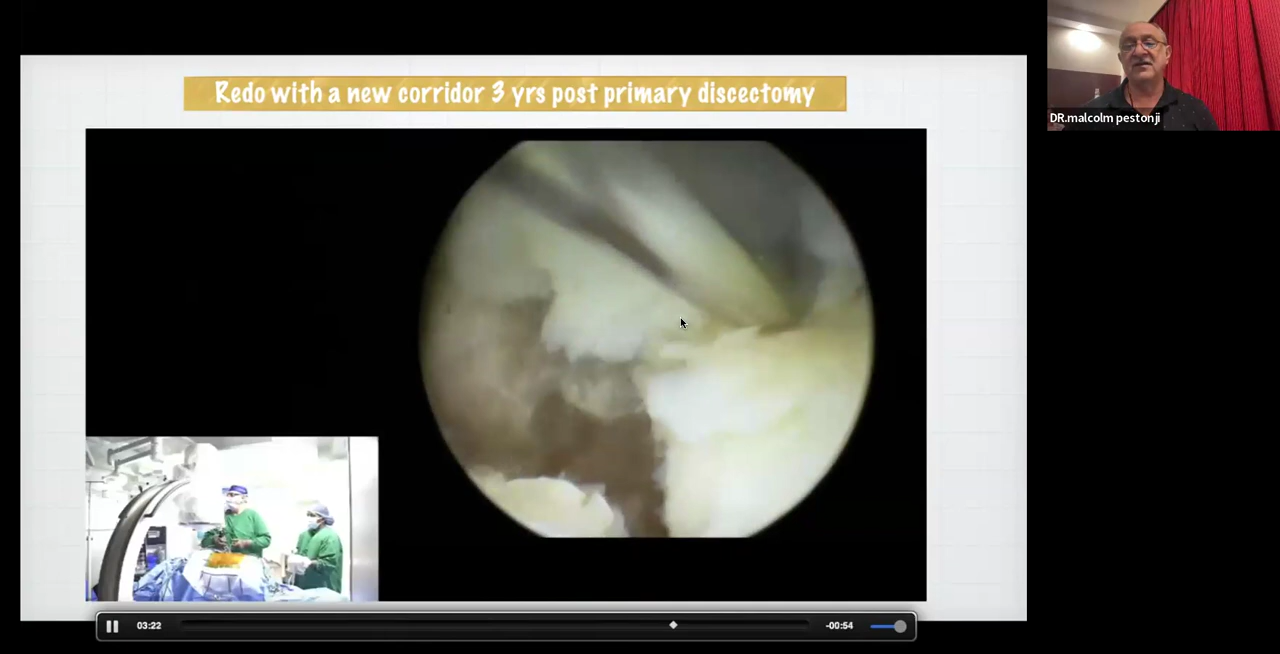 Redo with a new corridor 3 yrs post primary discectomy
DR.malcolm pestonji
03:22
-00:54